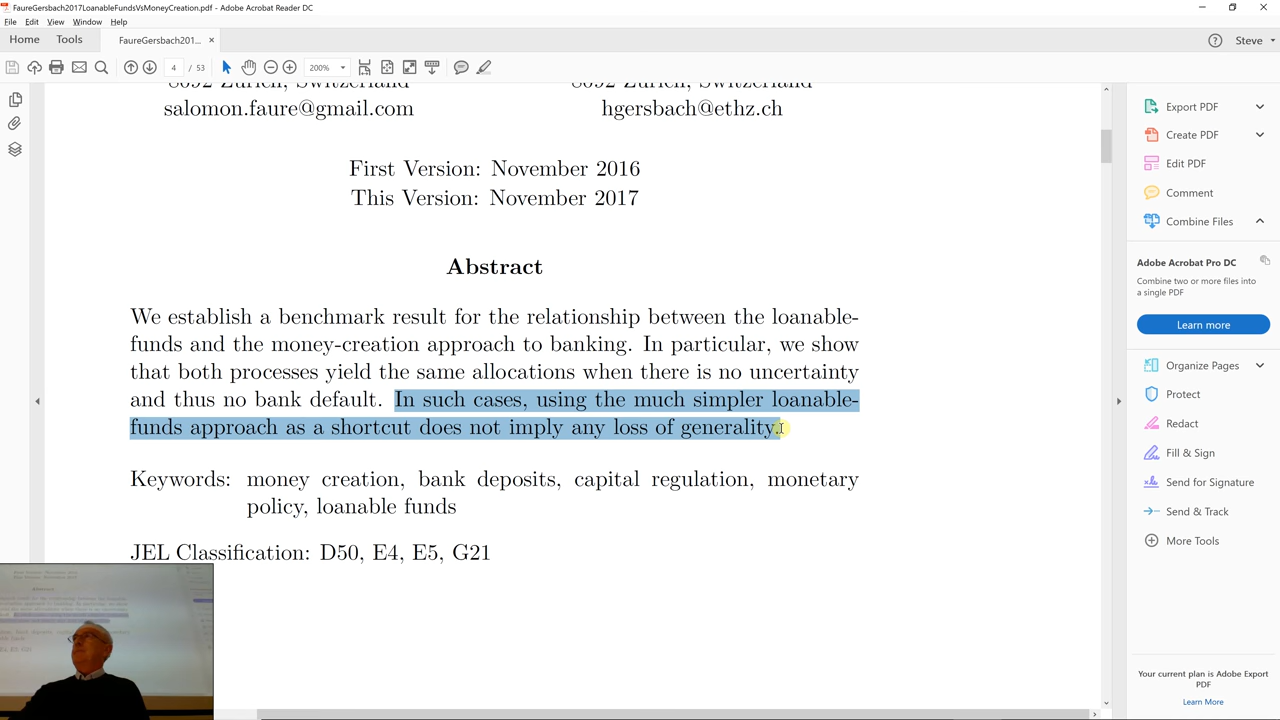 FaureGersbach2017LoanableFundsVsMoneyCreation.pdf - Adobe Acrobat Reader DC
File Edit View Window Help
Home Tools FaureGersbach201... × Steve
4 / 53 200%
8092 Zurich, Switzerland 8092 Zurich, Switzerland
salomon.faure@gmail.com hgersbach@ethz.ch
First Version: November 2016
This Version: November 2017
Abstract
We establish a benchmark result for the relationship between the loanable-
funds and the money-creation approach to banking. In particular, we show
that both processes yield the same allocations when there is no uncertainty
and thus no bank default. In such cases, using the much simpler loanable-
funds approach as a shortcut does not imply any loss of generality.
Keywords: money creation, bank deposits, capital regulation, monetary
policy, loanable funds
JEL Classification: D50, E4, E5, G21
Export PDF
Create PDF
Edit PDF
Comment
Combine Files
Adobe Acrobat Pro DC
Combine two or more files into
a single PDF
Learn more
Organize Pages
Protect
Redact
Fill & Sign
Send for Signature
Send & Track
More Tools
Your current plan is Adobe Export
PDF
Learn More